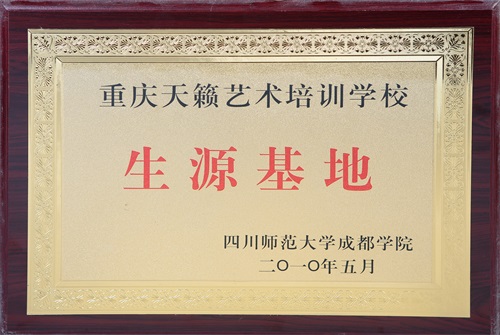 重庆天籁艺术培训学校
生源基地
四川师范大学成都学院
二〇一〇年五月